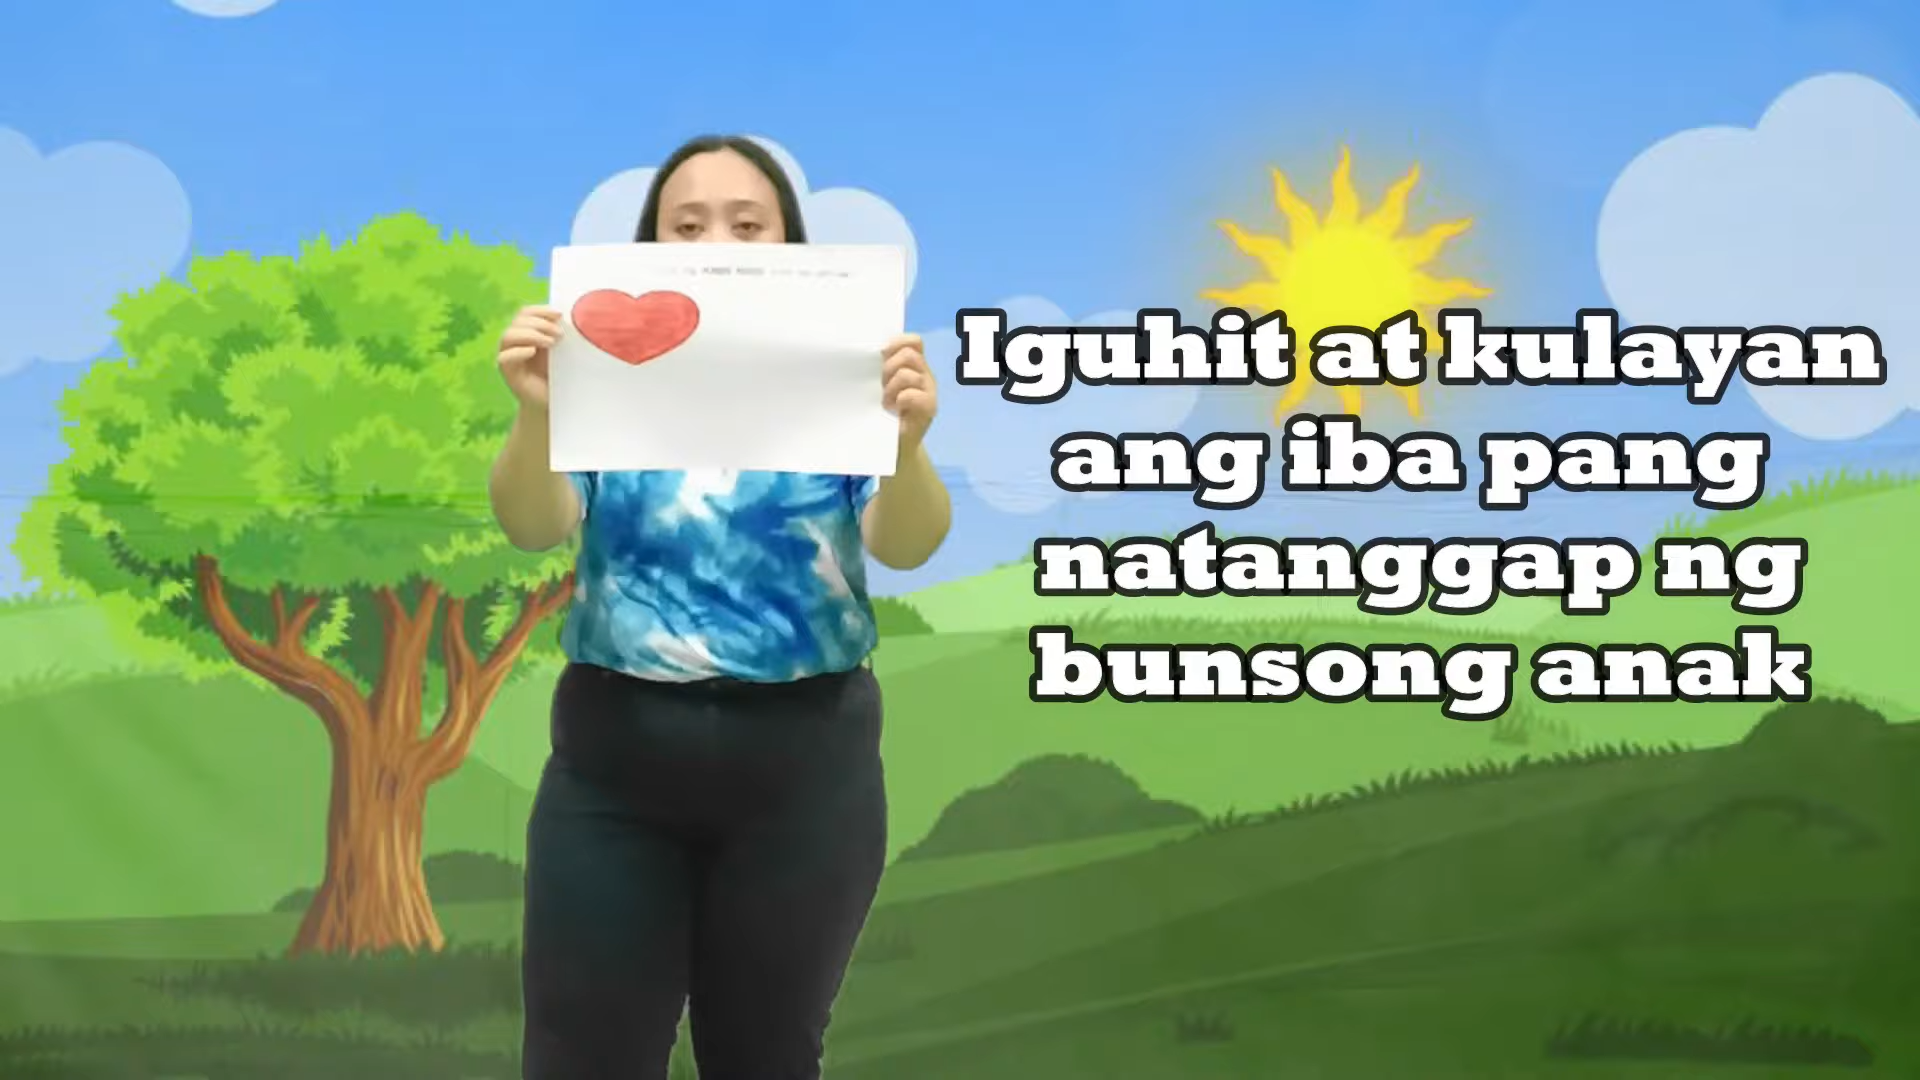 Iguhit at kulayan
ang iba pang
natanggap ng
bunsong anak